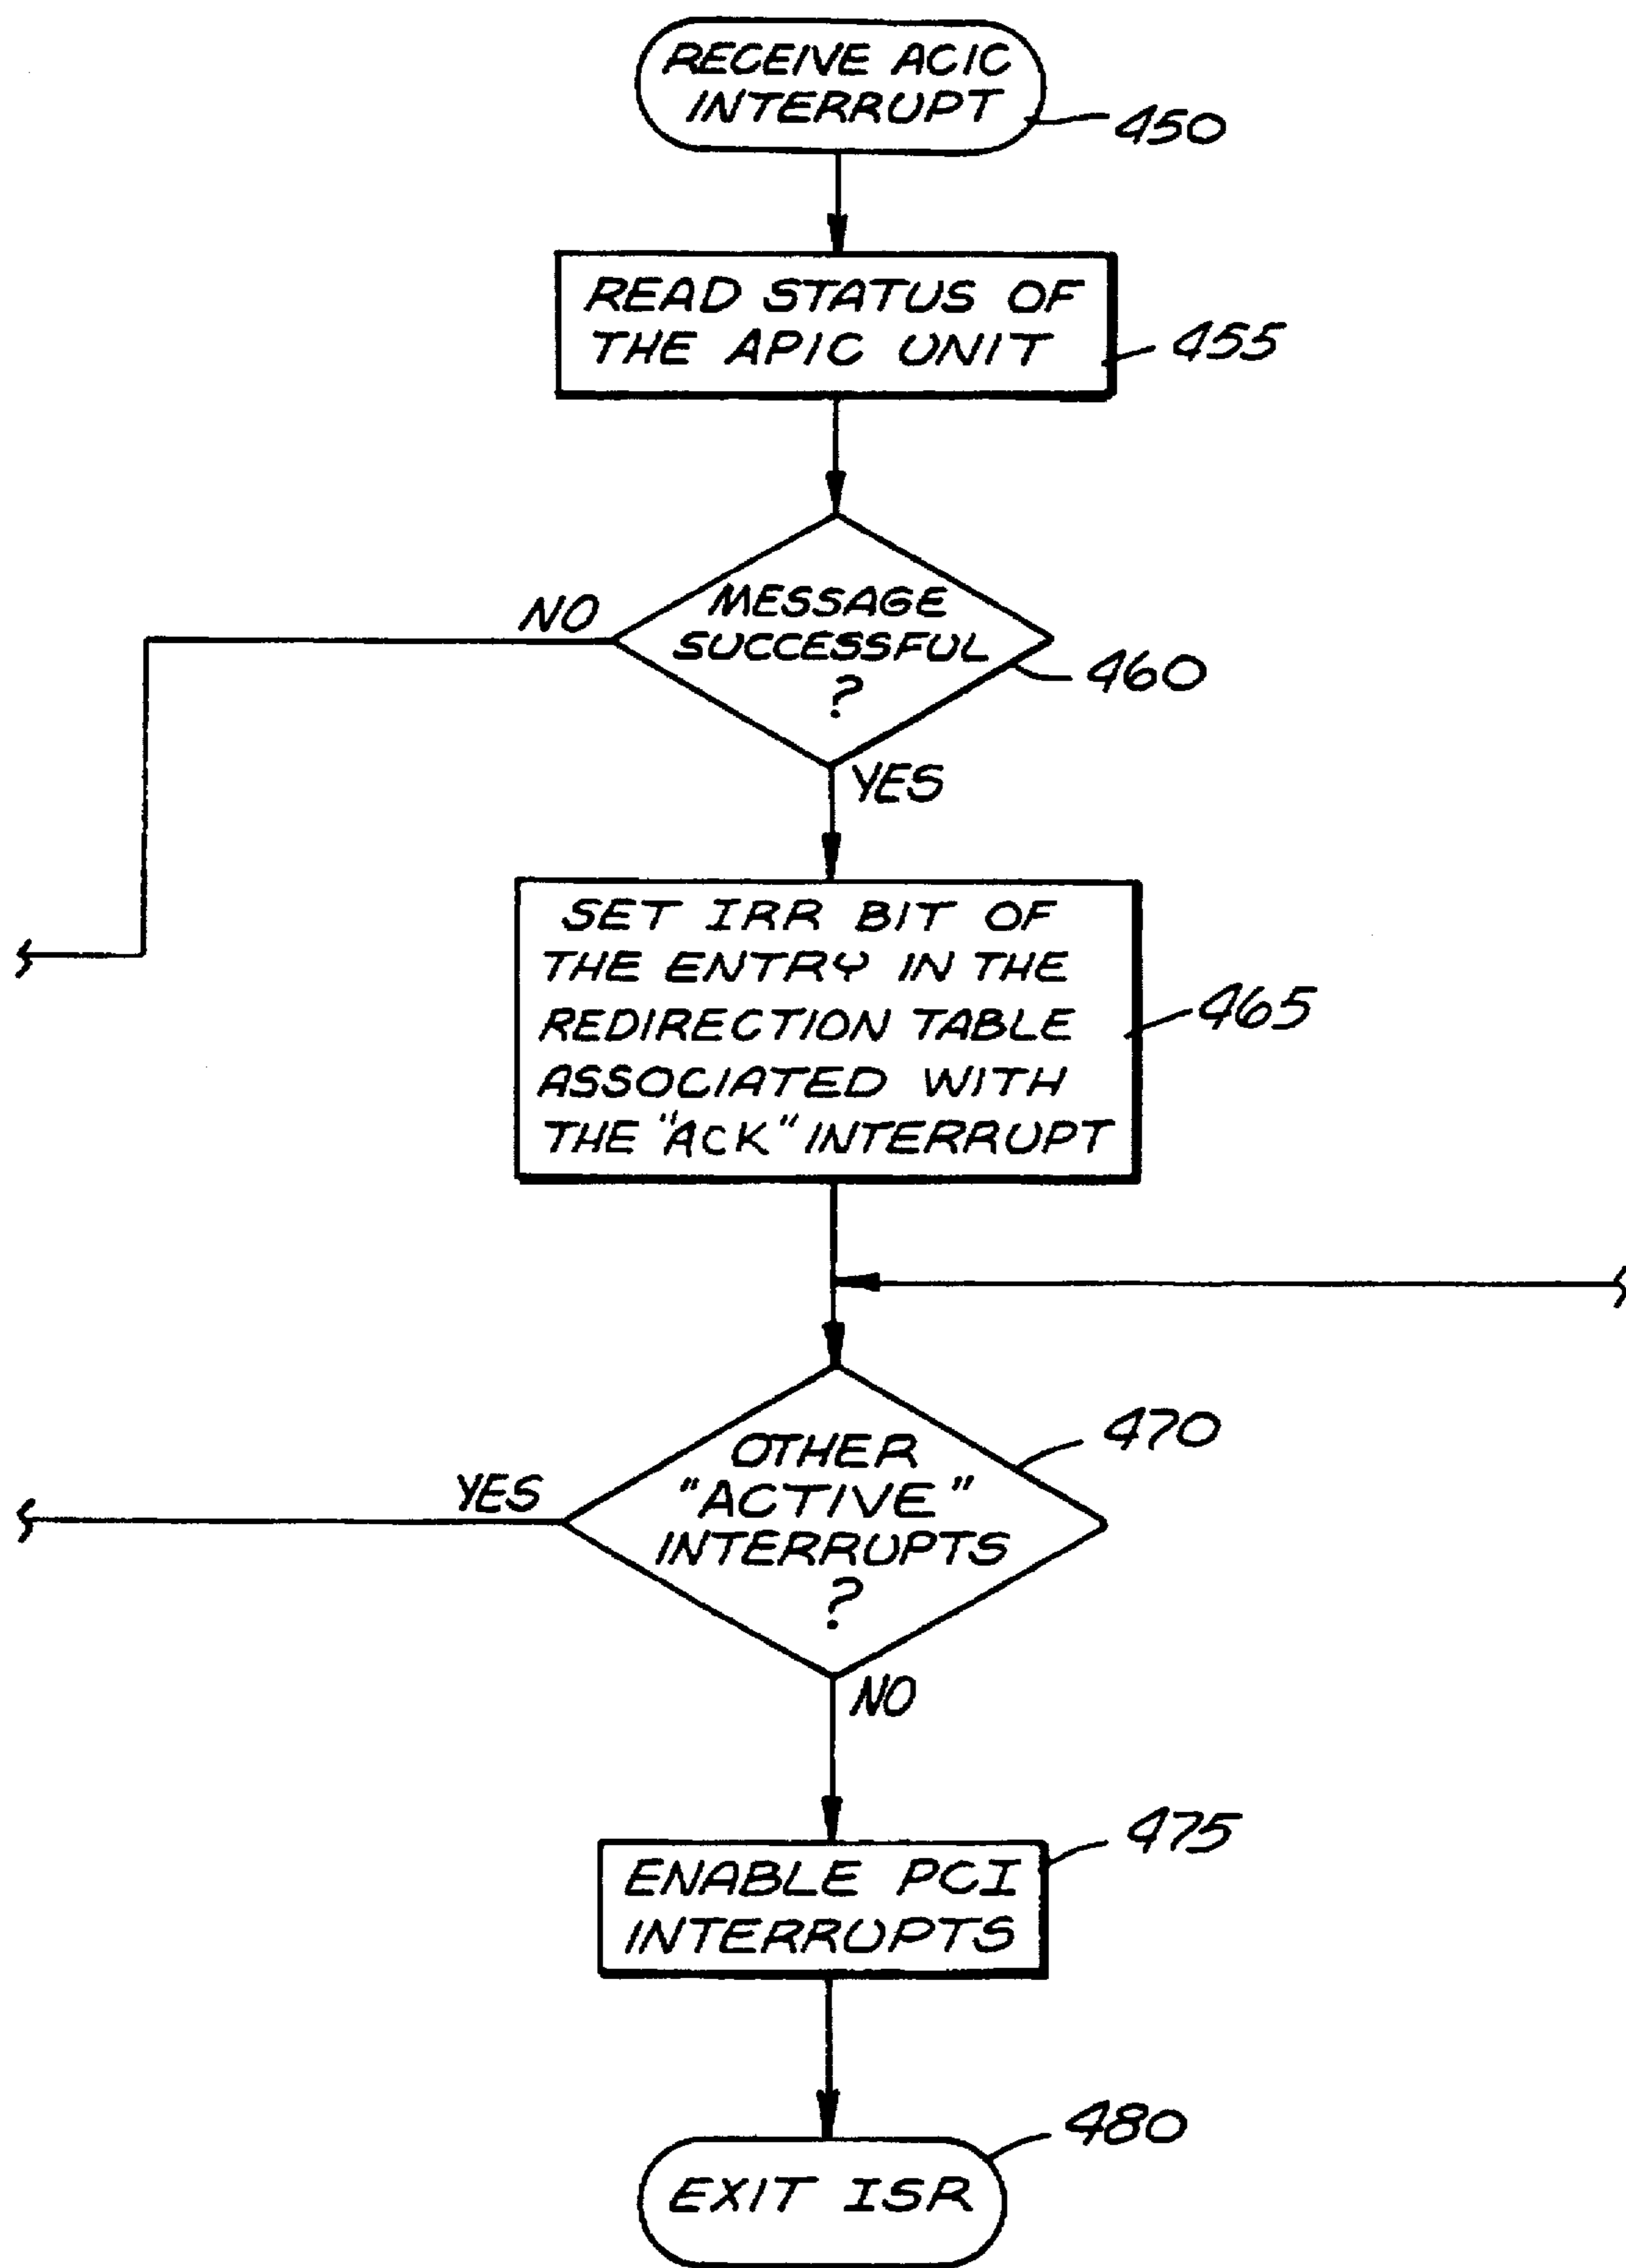 RECEIVE ACIC
INTERRUPT
450
READ STATUS OF
THE APIC UNIT
455
NO
MESSAGE
SUCCESSFUL
?
460
YES
SET IRR BIT OF
THE ENTRY IN THE
REDIRECTION TABLE
ASSOCIATED WITH
THE "ACK" INTERRUPT
465
470
YES
OTHER
"ACTIVE"
INTERRUPTS
?
NO
475
ENABLE PCI
INTERRUPTS
480
EXIT ISR